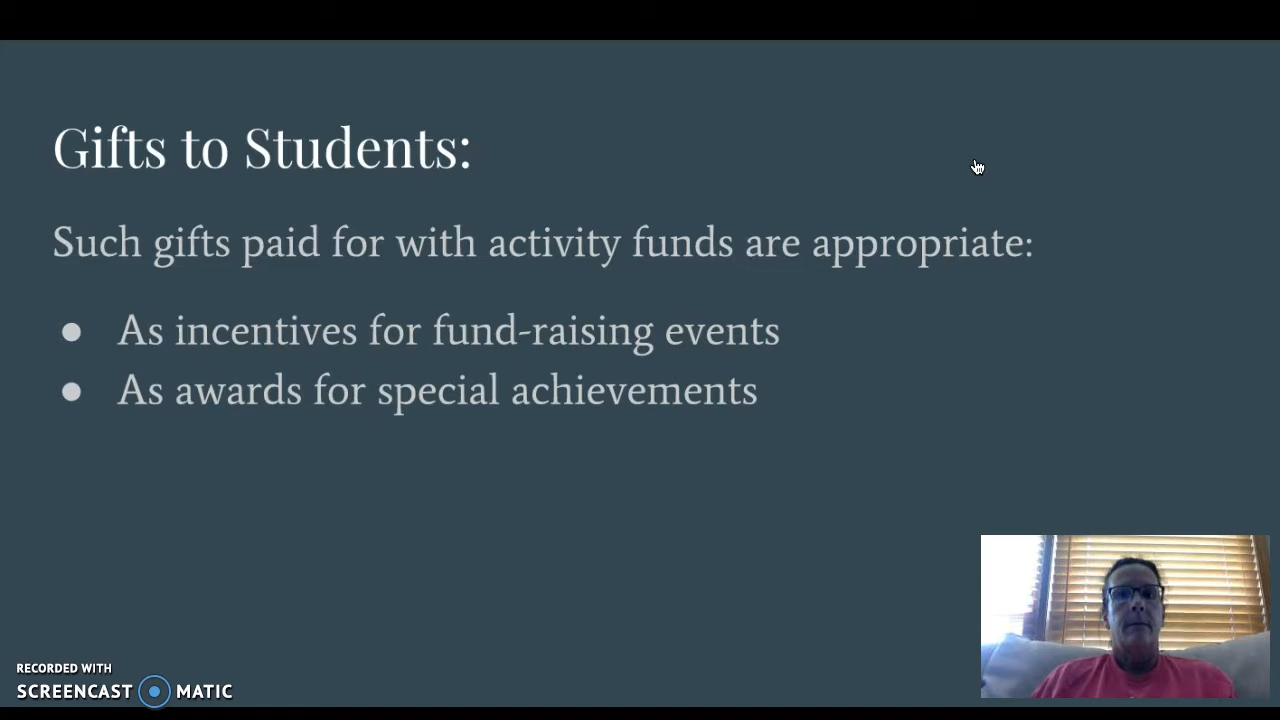 Gifts to Students:
Such gifts paid for with activity funds are appropriate:
● As incentives for fund-raising events
● As awards for special achievements
RECORDED WITH
SCREENCAST MATIC